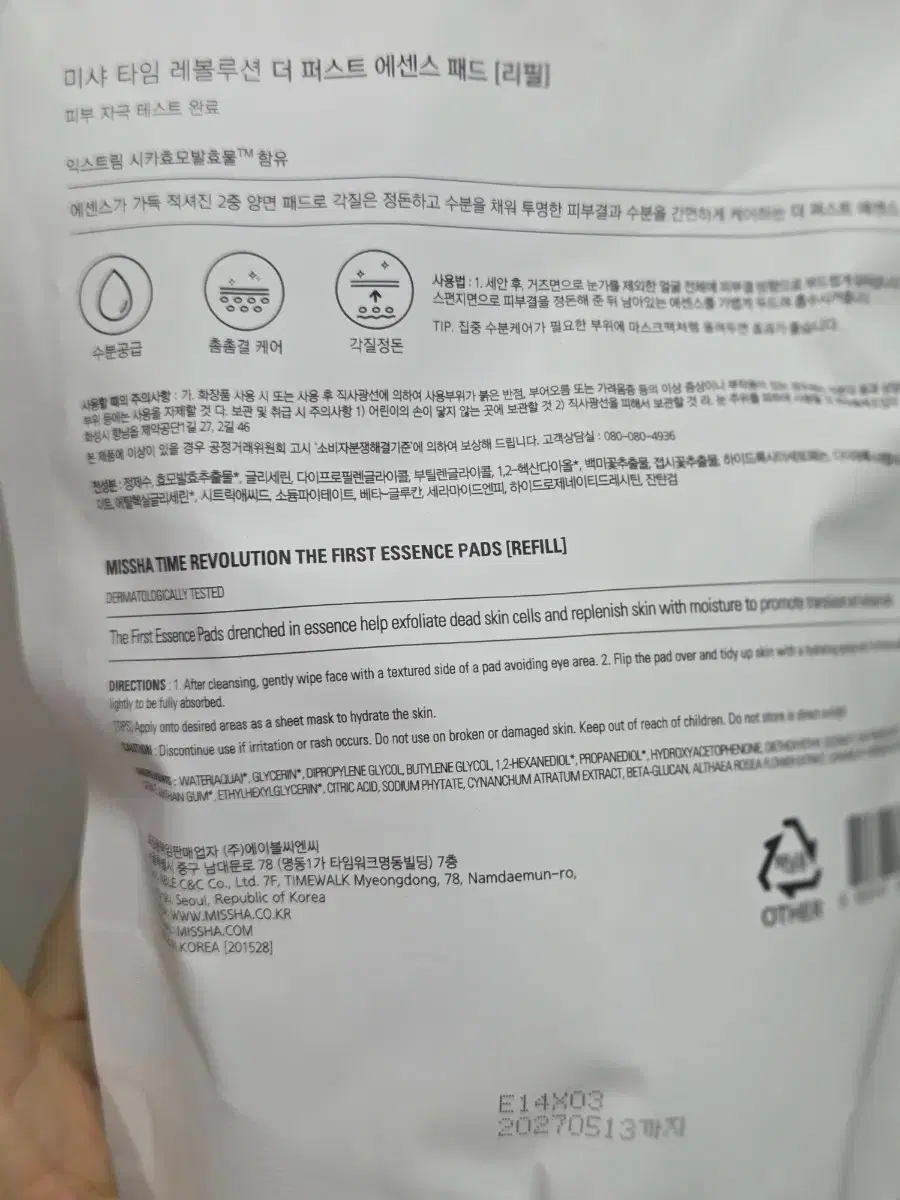 미샤 타임 레볼루션 더 퍼스트 에센스 패드 [리필]
피부 자극 테스트 완료
익스트림 시카효모발효물™ 함유
에센스가 가득 적셔진 2중 양면 패드로 각질은 정돈하고 수분을 채워 투명한 피부결과 수분을 간편하게 케어하는 더 퍼스트 에센스
수분공급
촘촘결 케어
각질정돈
사용법 : 1. 세안 후, 거즈면으로 눈가를 제외한 얼굴 전체에 피부결 방향으로 부드럽게
스펀지면으로 피부결을 정돈해 준 뒤 남아있는 에센스를 가볍게 두드려 흡수시켜줍니다.
TIP. 집중 수분케어가 필요한 부위에 마스크팩처럼 올려두면 효과가 좋습니다.
사용할 때의 주의사항 : 가. 화장품 사용 시 또는 사용 후 직사광선에 의하여 사용부위가 붉은 반점, 부어오름 또는 가려움증 등의 이상 증상이나
부위 등에는 사용을 자제할 것 다. 보관 및 취급 시 주의사항 1) 어린이의 손이 닿지 않는 곳에 보관할 것 2) 직사광선을 피해서 보관할 것 라. 눈 주위를 피하여
화성시 향남읍 제약공단1길 27, 2길 46
본 제품에 이상이 있을 경우 공정거래위원회 고시 '소비자분쟁해결기준'에 의하여 보상해 드립니다. 고객상담실 : 080-080-4936
전성분 : 정제수, 효모발효추출물*, 글리세린, 다이프로필렌글라이콜, 부틸렌글라이콜, 1,2-헥산다이올*, 백미꽃추출물, 접시꽃추출물,
에틸헥실글리세린*, 시트릭애씨드, 소듐파이테이트, 베타-글루칸, 세라마이드엔피, 하이드로제네이티드레시틴, 잔탄검
MISSHA TIME REVOLUTION THE FIRST ESSENCE PADS [REFILL]
DERMATOLOGICALLY TESTED
The First Essence Pads drenched in essence help exfoliate dead skin cells and replenish skin with moisture to promote
DIRECTIONS : 1. After cleansing, gently wipe face with a textured side of a pad avoiding eye area. 2. Flip the pad over and tidy up skin with a
lightly to be fully absorbed.
TIPS: Apply onto desired areas as a sheet mask to hydrate the skin.
CAUTION : Discontinue use if irritation or rash occurs. Do not use on broken or damaged skin. Keep out of reach of children. Do not store in direct
: WATER(AQUA)*, GLYCERIN*, DIPROPYLENE GLYCOL, BUTYLENE GLYCOL, 1,2-HEXANEDIOL*, PROPANEDIOL*, HYDROXYACETOPHENONE,
GUM*, ETHYLHEXYLGLYCERIN*, CITRIC ACID, SODIUM PHYTATE, CYNANCHUM ATRATUM EXTRACT, BETA-GLUCAN, ALTHAEA ROSEA FLOWER EXTRACT,
책임판매업자 (주)에이블씨엔씨
중구 남대문로 78 (명동1가 타임워크명동빌딩) 7층
C&C Co., Ltd. 7F, TIMEWALK Myeongdong, 78, Namdaemun-ro,
Seoul, Republic of Korea
WWW.MISSHA.CO.KR
MISSHA.COM
KOREA [201528]
OTHER
E14X03
20270513까지